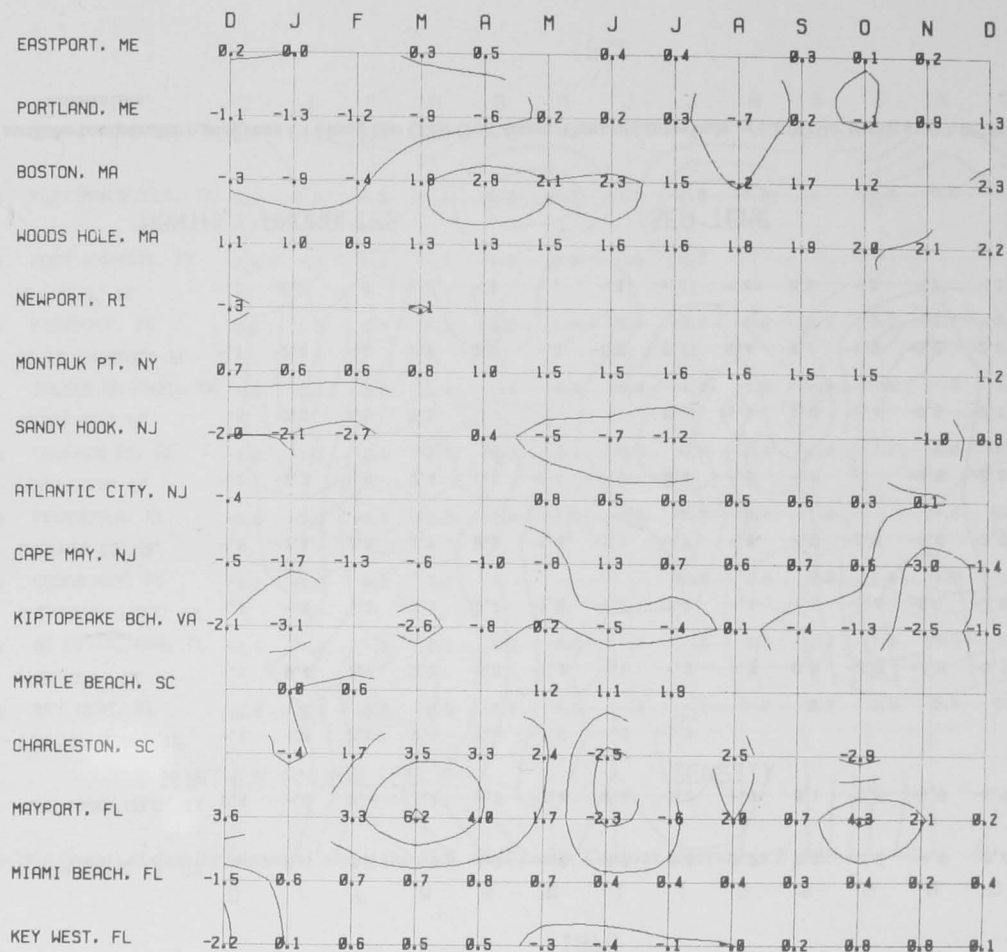 D J F M A M J J A S O N D
EASTPORT. ME 0.2 0.0 0.3 0.5 0.4 0.4 0.3 0.1 0.2
PORTLAND. ME -1.1 -1.3 -1.2 -.9 -.6 0.2 0.2 0.3 -.7 0.2 -.1 0.9 1.3
BOSTON. MA -.3 -.9 -.4 1.0 2.8 2.1 2.3 1.5 -.2 1.7 1.2 2.3
WOODS HOLE. MA 1.1 1.0 0.9 1.3 1.3 1.5 1.6 1.6 1.8 1.9 2.0 2.1 2.2
NEWPORT. RI -.3 -.1
MONTAUK PT. NY 0.7 0.6 0.6 0.8 1.0 1.5 1.5 1.6 1.6 1.5 1.5 1.2
SANDY HOOK. NJ -2.0 -2.1 -2.7 0.4 -.5 -.7 -1.2 -1.0 0.8
ATLANTIC CITY. NJ -.4 0.8 0.5 0.8 0.5 0.6 0.3 0.1
CAPE MAY. NJ -.5 -1.7 -1.3 -.6 -1.0 -.8 1.3 0.7 0.6 0.7 0.6 -3.0 -1.4
KIPTOPEAKE BCH. VA -2.1 -3.1 -2.6 -.8 0.2 -.5 -.4 0.1 -.4 -1.3 -2.5 -1.6
MYRTLE BEACH. SC 0.0 0.6 1.2 1.1 1.9
CHARLESTON. SC -.4 1.7 3.5 3.3 2.4 -2.5 2.5 -2.9
MAYPORT. FL 3.6 3.3 6.2 4.0 1.7 -2.3 -.6 2.0 0.7 4.3 2.1 0.2
MIAMI BEACH. FL -1.5 0.6 0.7 0.7 0.8 0.7 0.4 0.4 0.4 0.3 0.4 0.2 0.4
KEY WEST. FL -2.2 0.1 0.6 0.5 0.5 -.3 -.4 -.1 -.0 0.2 0.8 0.8 0.1